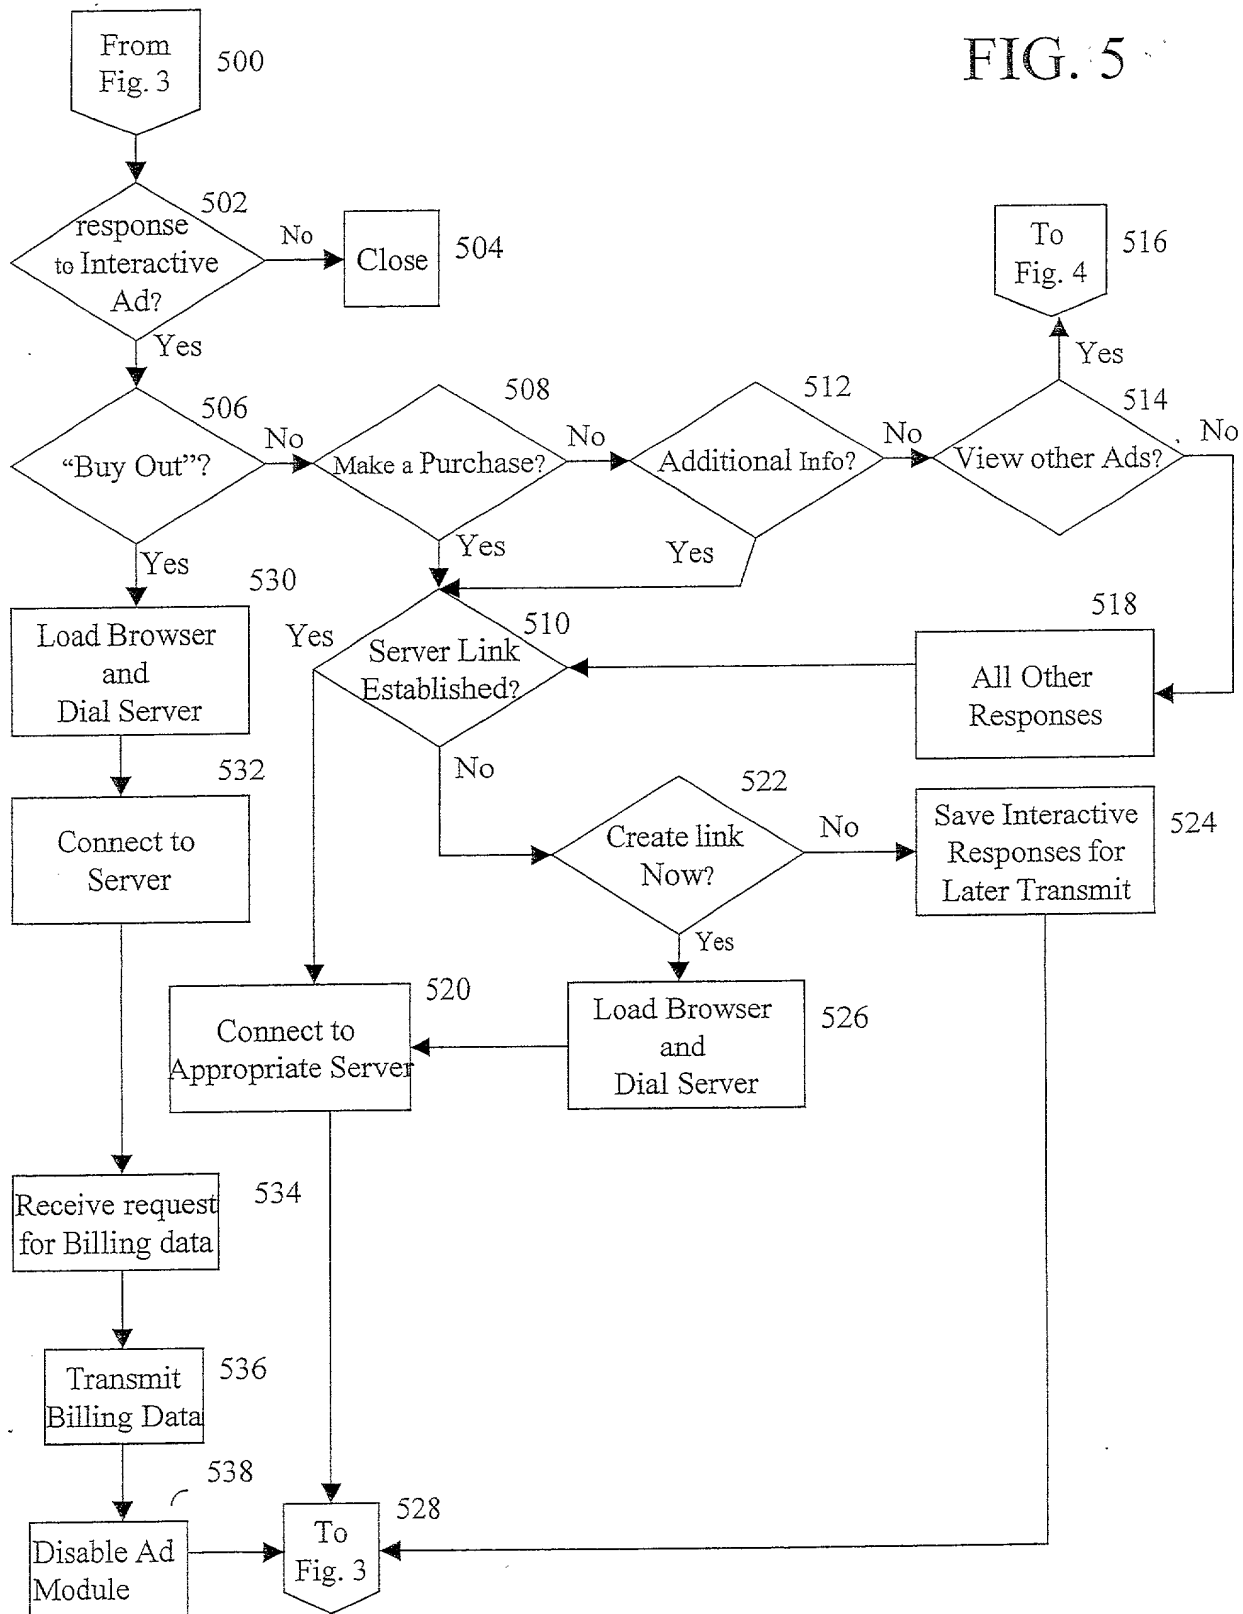 FIG. 5
From
Fig. 3
500
response
to Interactive
Ad?
502
No
Close
504
Yes
To
Fig. 4
516
Yes
"Buy Out"?
506
No
Make a Purchase?
508
No
Additional Info?
512
No
View other Ads?
514
No
Yes
Yes
Yes
530
Load Browser
and
Dial Server
Yes
Server Link
Established?
510
518
All Other
Responses
No
532
Connect to
Server
Create link
Now?
522
No
Save Interactive
Responses for
Later Transmit
524
Yes
Connect to
Appropriate Server
520
Load Browser
and
Dial Server
526
Receive request
for Billing data
534
Transmit
Billing Data
536
538
Disable Ad
Module
To
Fig. 3
528